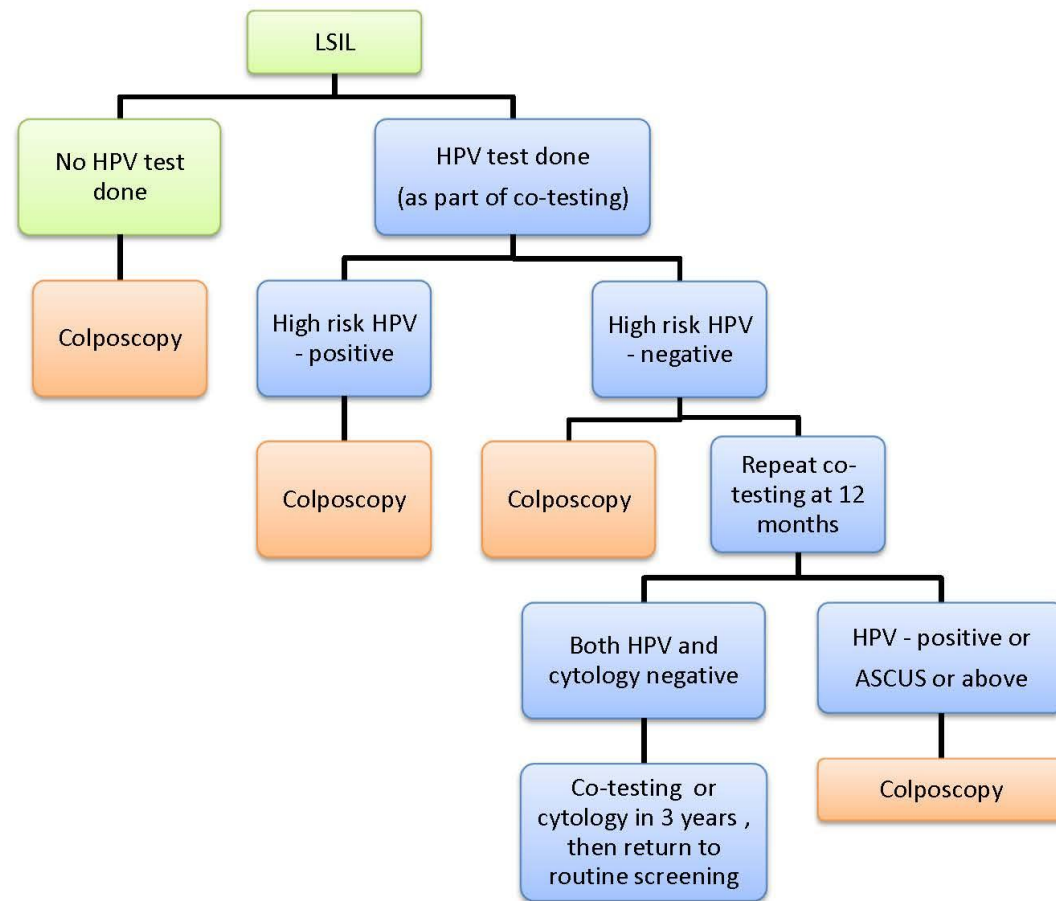 LSIL
No HPV test
done
HPV test done
(as part of co-testing)
Colposcopy
High risk HPV
- positive
High risk HPV
- negative
Colposcopy
Colposcopy
Repeat co-
testing at 12
months
Both HPV and
cytology negative
HPV - positive or
ASCUS or above
Co-testing or
cytology in 3 years ,
then return to
routine screening
Colposcopy